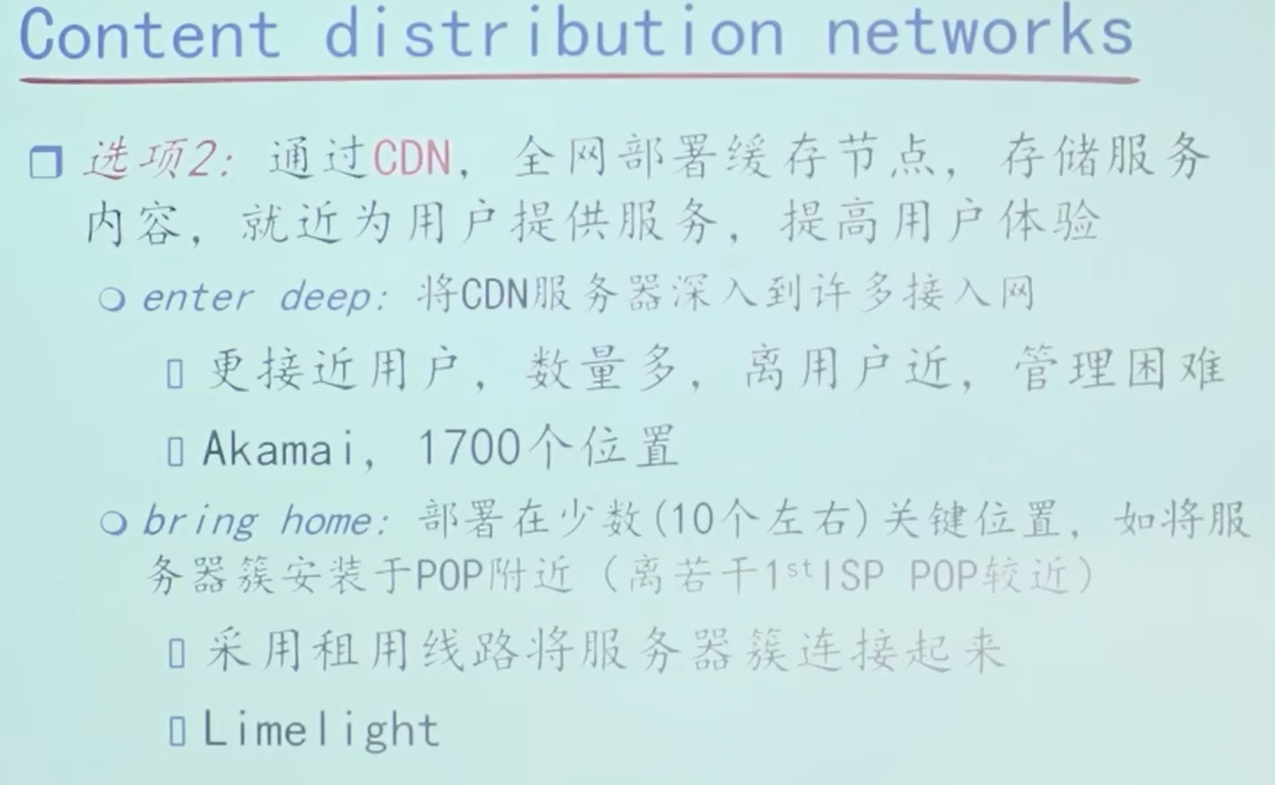 Content distribution networks
选项2: 通过CDN，全网部署缓存节点，存储服务
内容，就近为用户提供服务，提高用户体验
enter deep: 将CDN服务器深入到许多接入网
更接近用户，数量多，离用户近，管理困难
Akamai，1700个位置
bring home: 部署在少数(10个左右)关键位置，如将服
务器簇安装于POP附近（离若干1stISP POP较近）
采用租用线路将服务器簇连接起来
Limelight